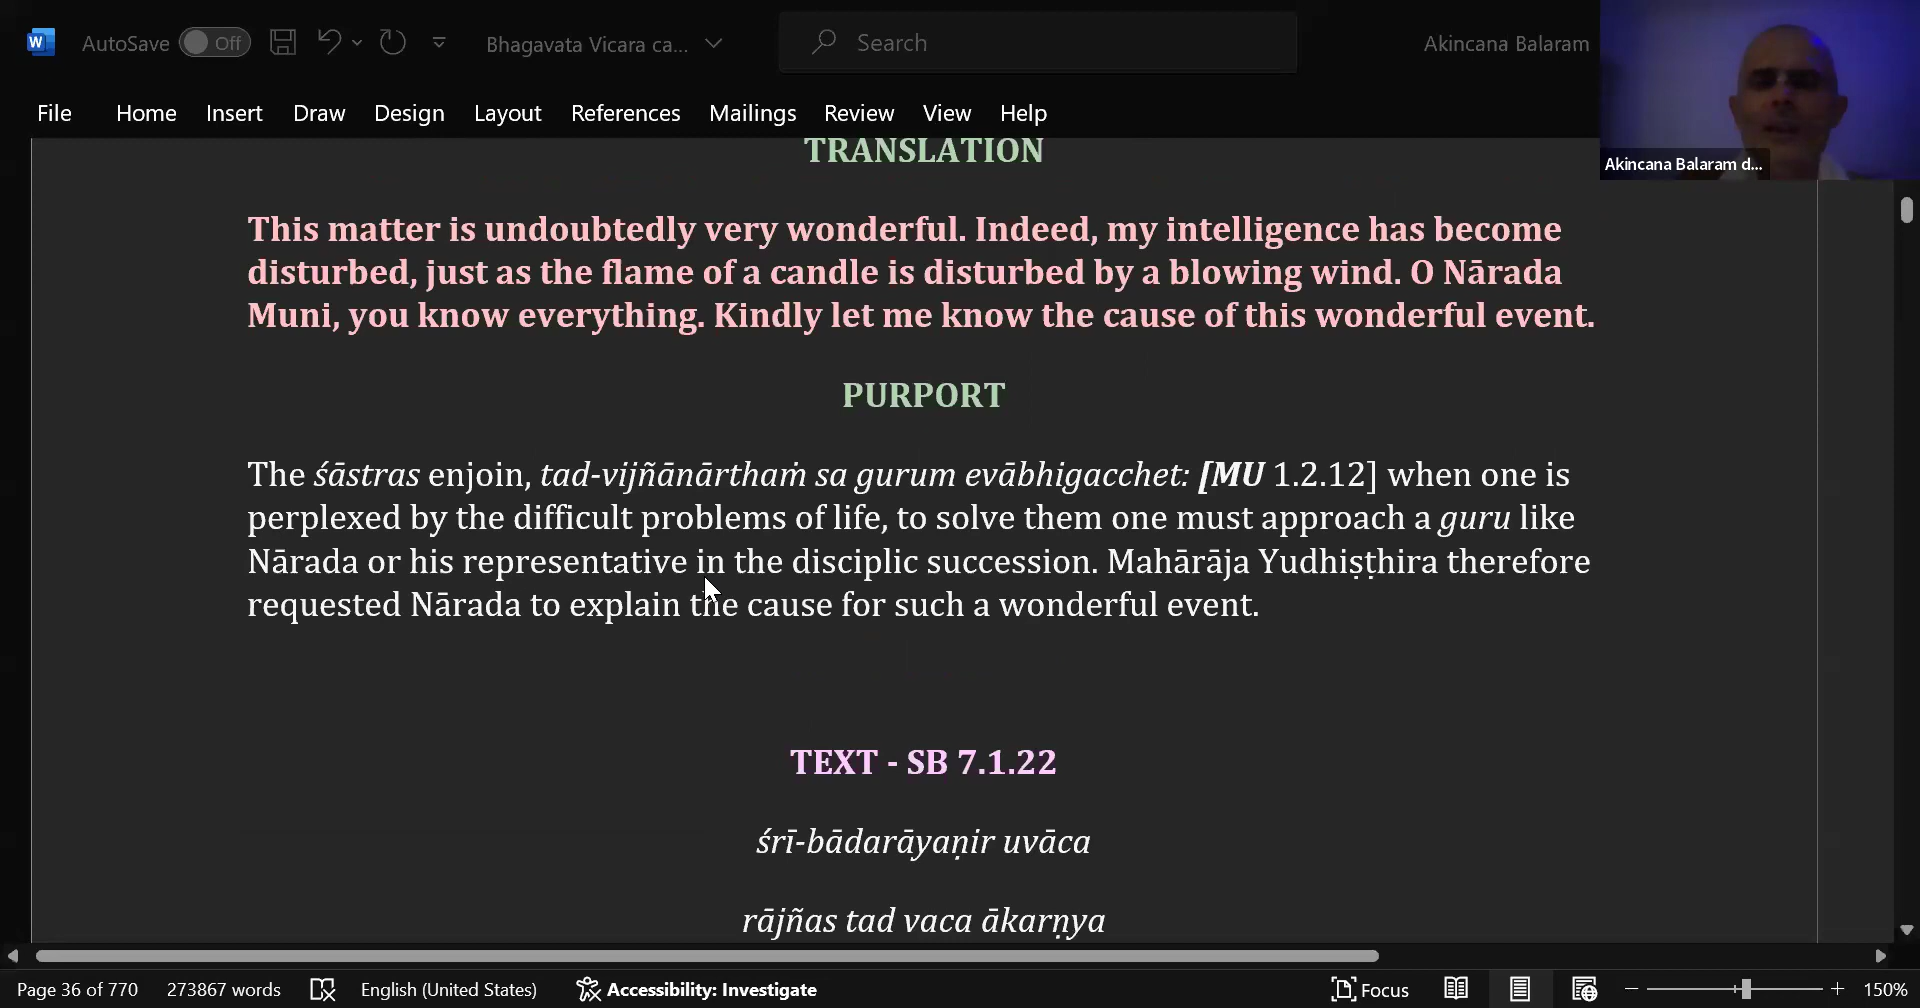 W AutoSave Off Bhagavata Vicara ca... Search Akincana Balaram
File Home Insert Draw Design Layout References Mailings Review View Help
Akincana Balaram d...
TRANSLATION
This matter is undoubtedly very wonderful. Indeed, my intelligence has become
disturbed, just as the flame of a candle is disturbed by a blowing wind. O Nārada
Muni, you know everything. Kindly let me know the cause of this wonderful event.
PURPORT
The śāstras enjoin, tad-vijñānārthaṁ sa gurum evābhigacchet: [MU 1.2.12] when one is
perplexed by the difficult problems of life, to solve them one must approach a guru like
Nārada or his representative in the disciplic succession. Mahārāja Yudhiṣṭhira therefore
requested Nārada to explain the cause for such a wonderful event.
TEXT - SB 7.1.22
śrī-bādarāyaṇir uvāca
rājñas tad vaca ākarṇya
Page 36 of 770 273867 words English (United States) Accessibility: Investigate Focus 150%